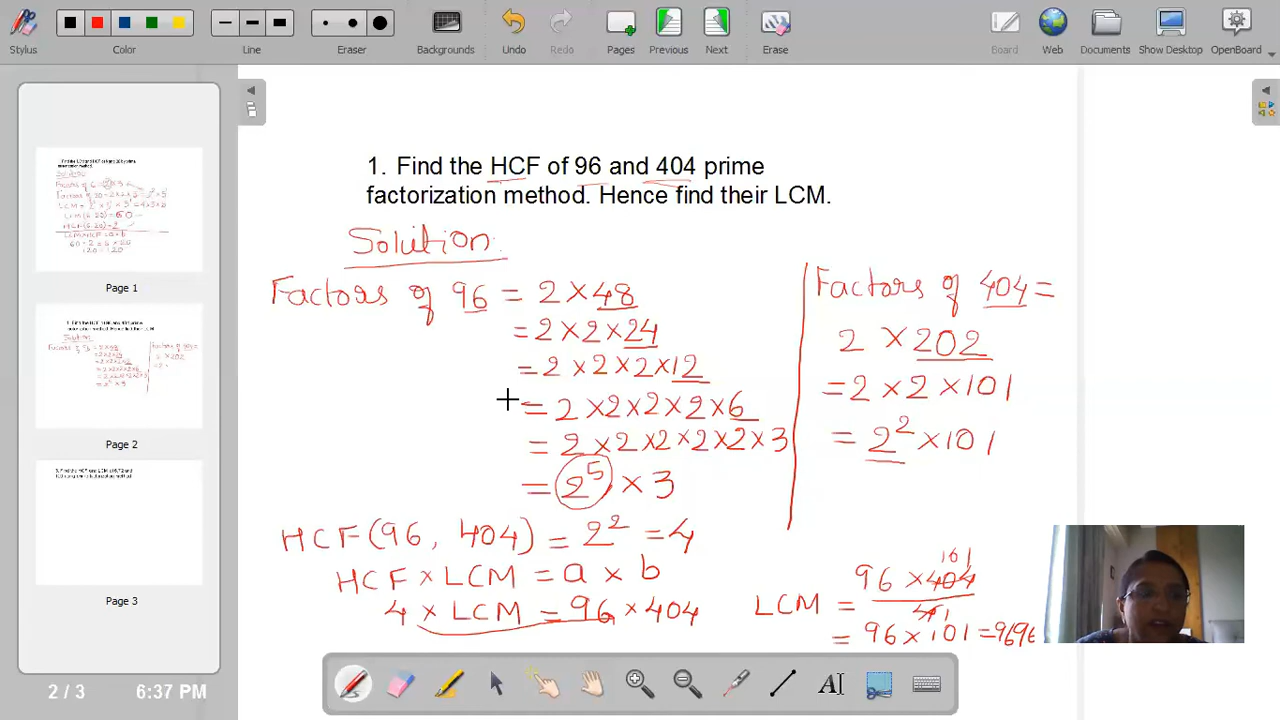 Stylus
Color
Line
Eraser
Backgrounds
Undo
Redo
Pages
Previous
Next
Erase
Board
Web
Documents
Show Desktop
OpenBoard
Page 1
Page 2
Page 3
2 / 3
6:37 PM
1. Find the HCF of 96 and 404 prime
factorization method. Hence find their LCM.
Solution.
Factors of 96 = 2 × 48
= 2 × 2 × 24
= 2 × 2 × 2 × 12
= 2 × 2 × 2 × 2 × 6
= 2 × 2 × 2 × 2 × 2 × 3
= 2⁵ × 3
Factors of 404 =
2 × 202
= 2 × 2 × 101
= 2² × 101
HCF(96, 404) = 2² = 4
HCF × LCM = a × b
4 × LCM = 96 × 404
101
96 × 404
LCM =
4 1
= 96 × 101 = 9696